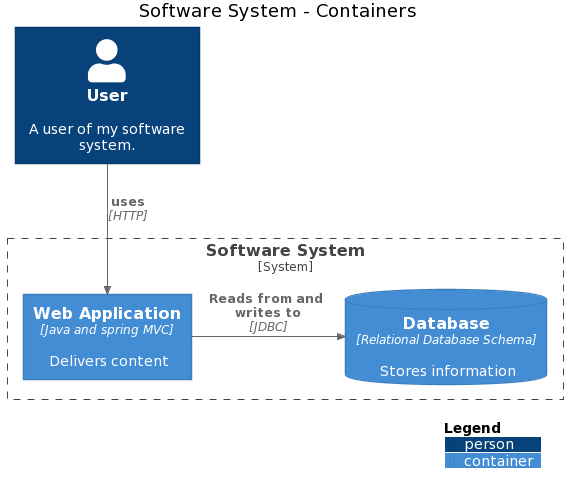 Software System - Containers
User
A user of my software
system.
uses
[HTTP]
Software System
[System]
Web Application
[Java and spring MVC]
Delivers content
Reads from and
writes to
[JDBC]
Database
[Relational Database Schema]
Stores information
Legend
person
container